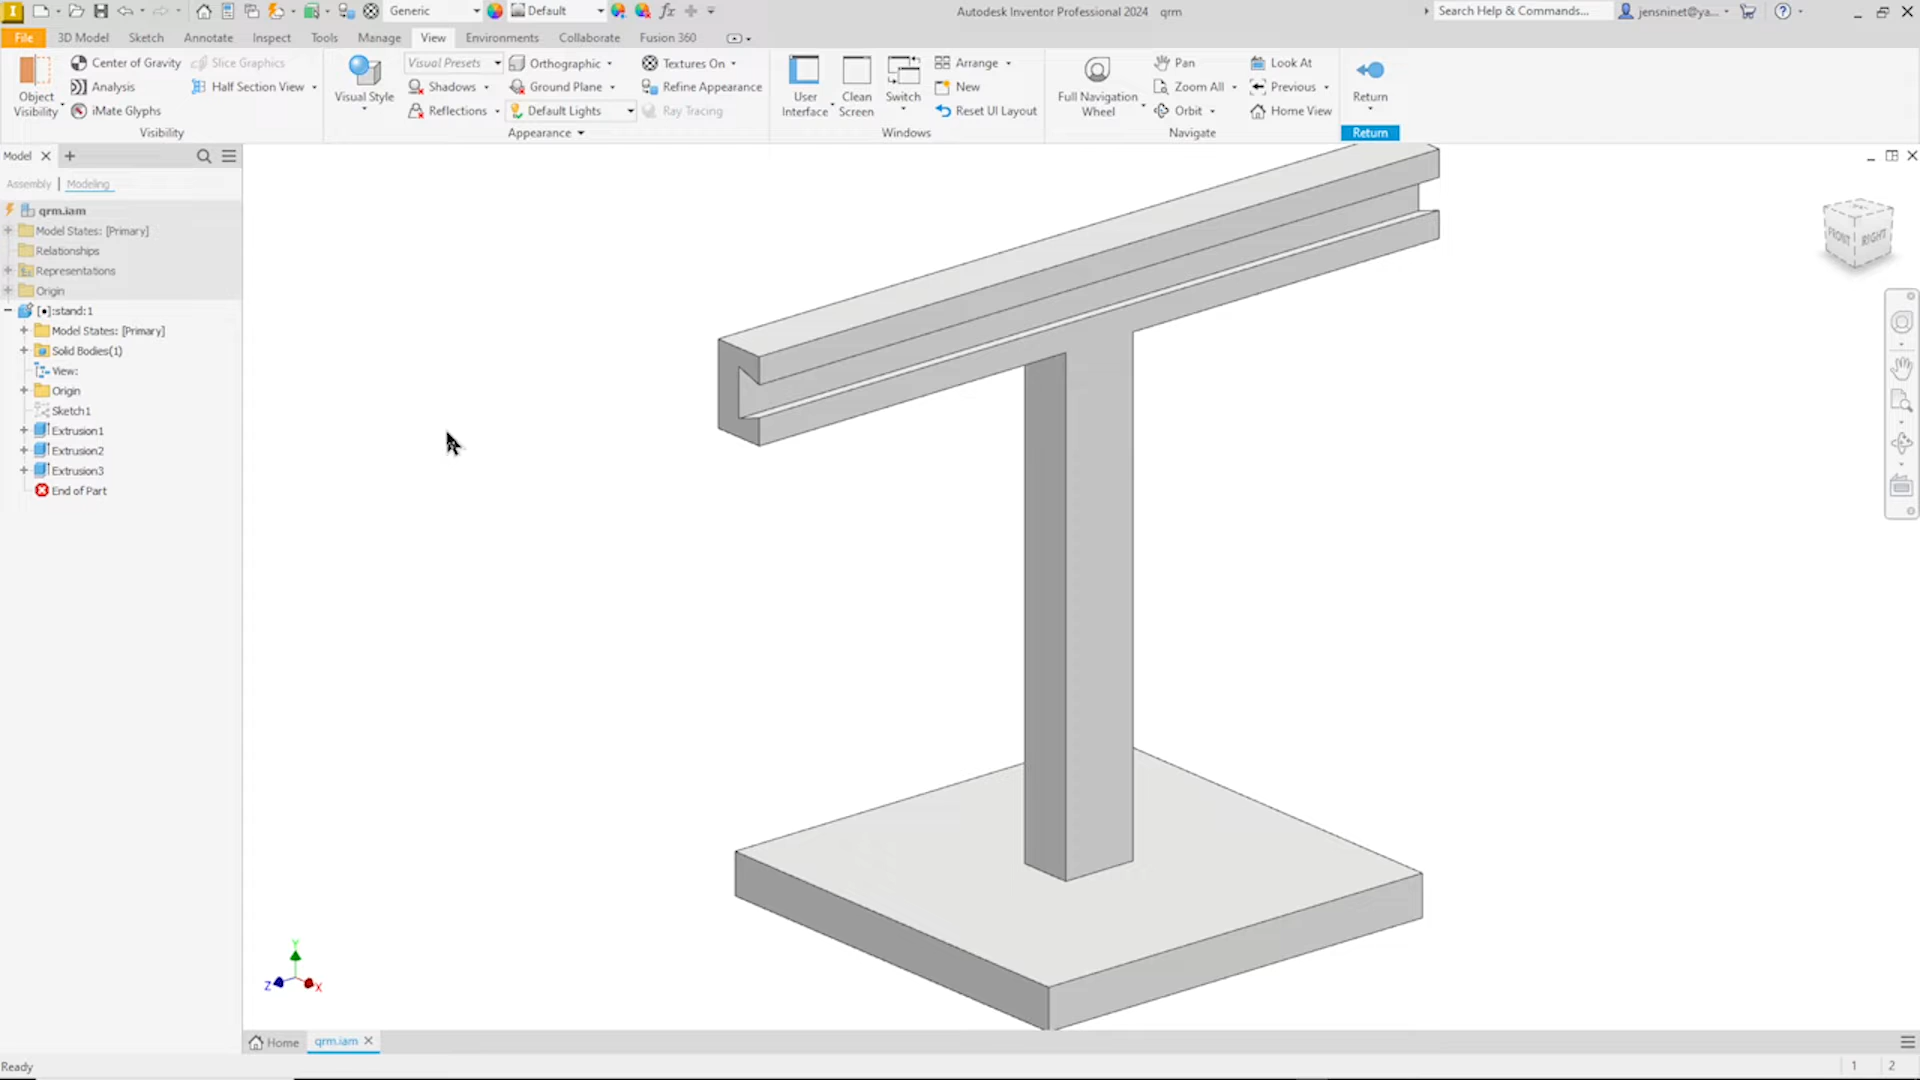 Generic
Default
Autodesk Inventor Professional 2024 qrm
Search Help & Commands...
jensninet@ya...
File
3D Model
Sketch
Annotate
Inspect
Tools
Manage
View
Environments
Collaborate
Fusion 360
Object
Visibility
Center of Gravity
Analysis
iMate Glyphs
Slice Graphics
Half Section View
Visibility
Visual Style
Visual Presets
Shadows
Reflections
Orthographic
Ground Plane
Default Lights
Textures On
Refine Appearance
Ray Tracing
Appearance
User
Interface
Clean
Screen
Switch
Arrange
New
Reset UI Layout
Windows
Full Navigation
Wheel
Pan
Zoom All
Orbit
Look At
Previous
Home View
Navigate
Return
Return
Model
Assembly | Modeling
qrm.iam
Model States: [Primary]
Relationships
Representations
Origin
[•]:stand:1
Model States: [Primary]
Solid Bodies(1)
View:
Origin
Sketch1
Extrusion1
Extrusion2
Extrusion3
End of Part
FRONT
RIGHT
Y
Z
X
Home
qrm.iam
Ready
1
2